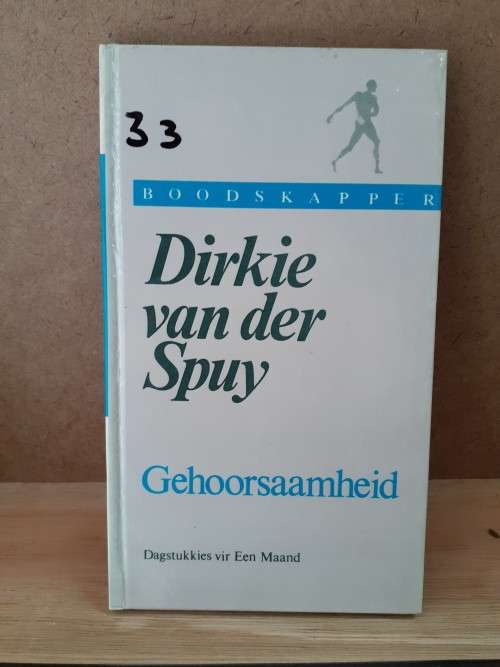 33
BOODSKAPPER
Dirkie
van der
Spuy
Gehoorsaamheid
Dagstukkies vir Een Maand